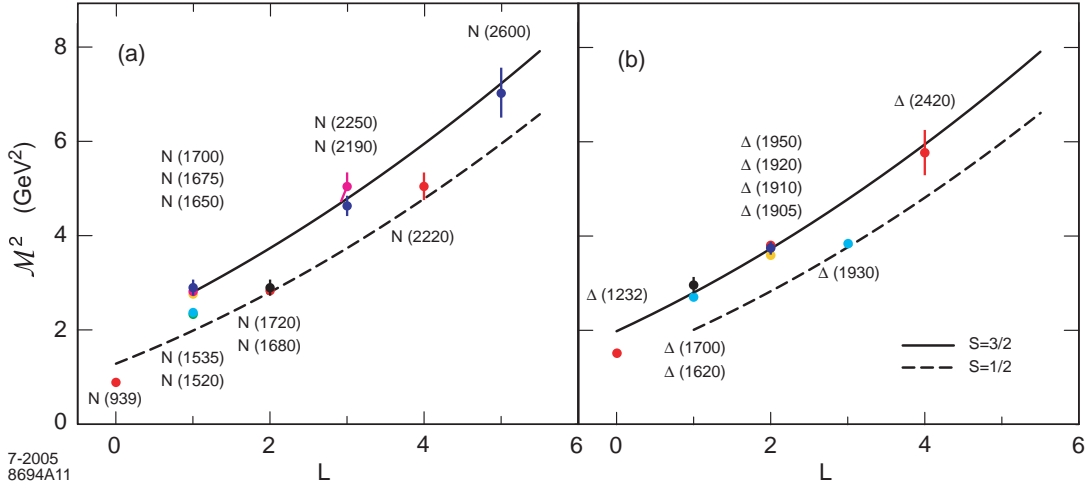 (a)
N (2600)
N (2250)
N (2190)
N (1700)
N (1675)
N (1650)
N (2220)
N (1720)
N (1680)
N (1535)
N (1520)
N (939)
8
6
4
2
0
ℳ² (GeV²)
0 2 4 6
L
(b)
Δ (2420)
Δ (1950)
Δ (1920)
Δ (1910)
Δ (1905)
Δ (1930)
Δ (1232)
Δ (1700)
Δ (1620)
S=3/2
S=1/2
0 2 4 6
L
7-2005
8694A11